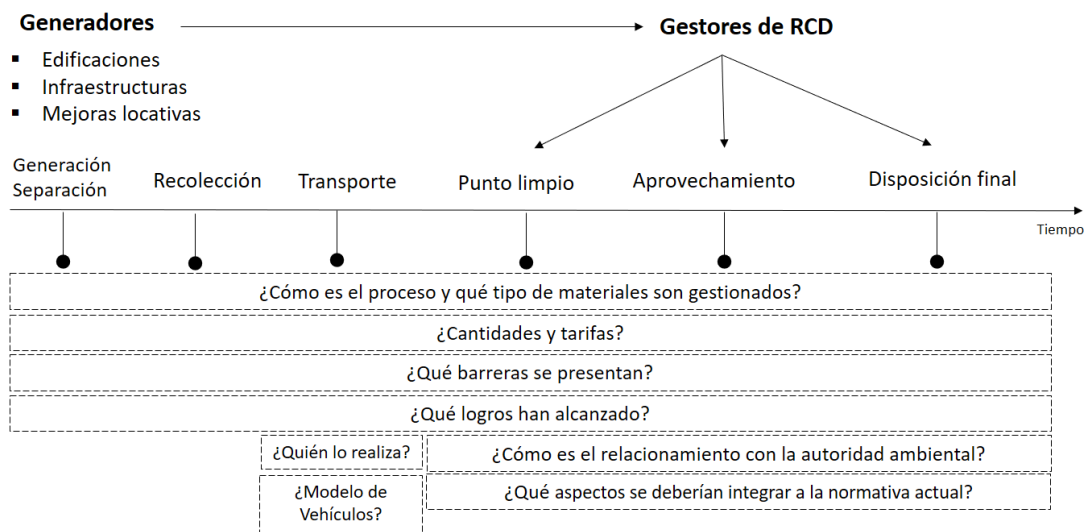 Generadores
Gestores de RCD
▪ Edificaciones
▪ Infraestructuras
▪ Mejoras locativas
Generación
Separación
Recolección
Transporte
Punto limpio
Aprovechamiento
Disposición final
Tiempo
¿Cómo es el proceso y qué tipo de materiales son gestionados?
¿Cantidades y tarifas?
¿Qué barreras se presentan?
¿Qué logros han alcanzado?
¿Quién lo realiza?
¿Cómo es el relacionamiento con la autoridad ambiental?
¿Modelo de
Vehículos?
¿Qué aspectos se deberían integrar a la normativa actual?